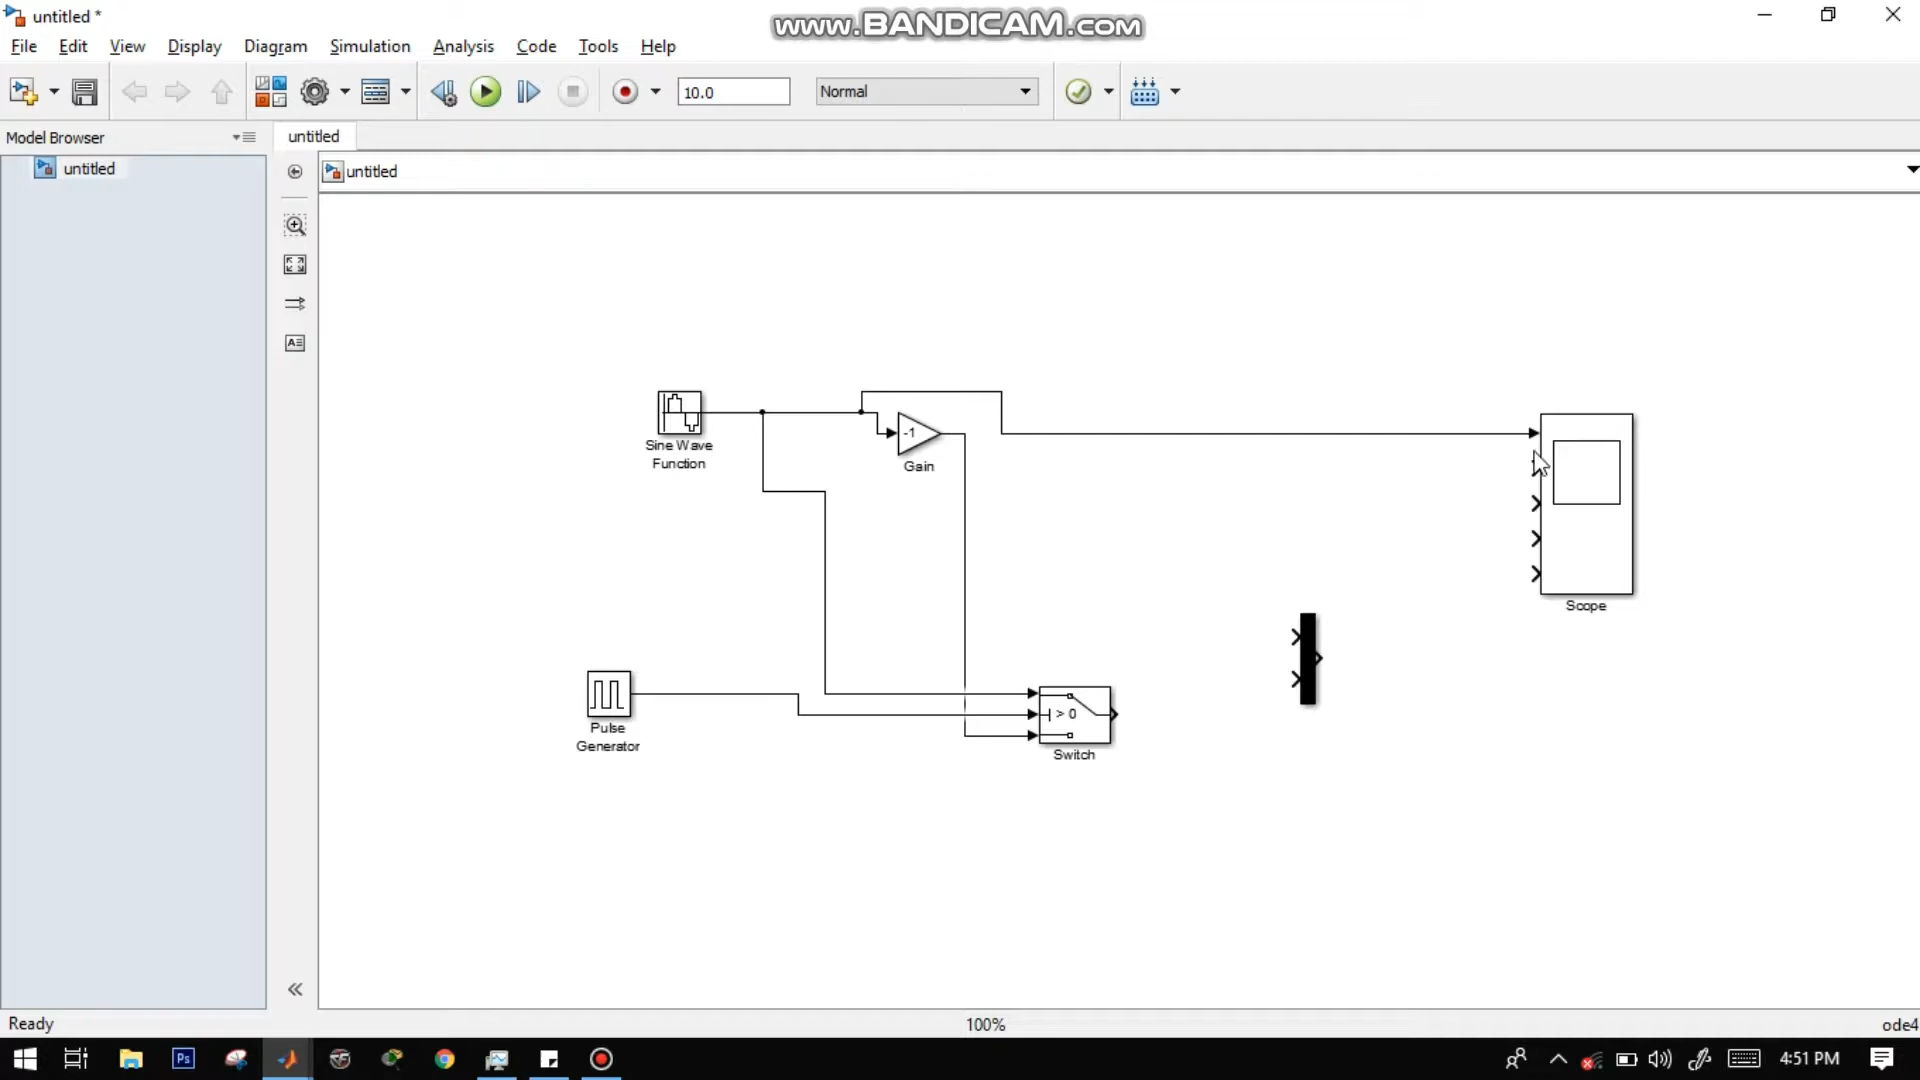 untitled *
www.BANDICAM.com
File Edit View Display Diagram Simulation Analysis Code Tools Help
10.0
Normal
Model Browser
untitled
untitled
untitled
Sine Wave
Function
-1
Gain
Scope
Pulse
Generator
> 0
Switch
Ready
100%
ode4
Ps
4:51 PM